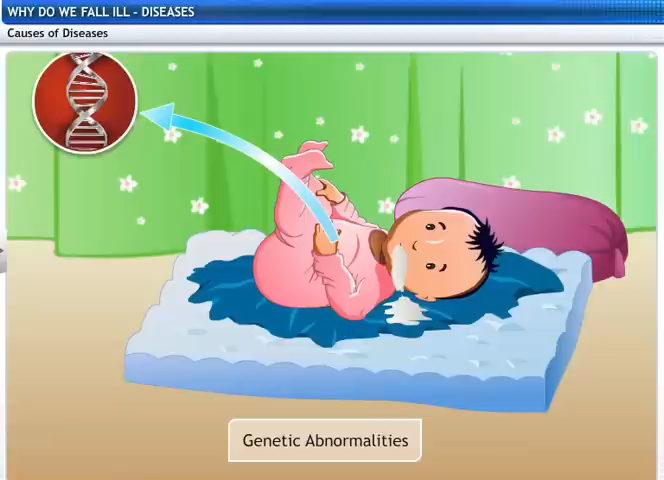 WHY DO WE FALL ILL - DISEASES
Causes of Diseases
Genetic Abnormalities